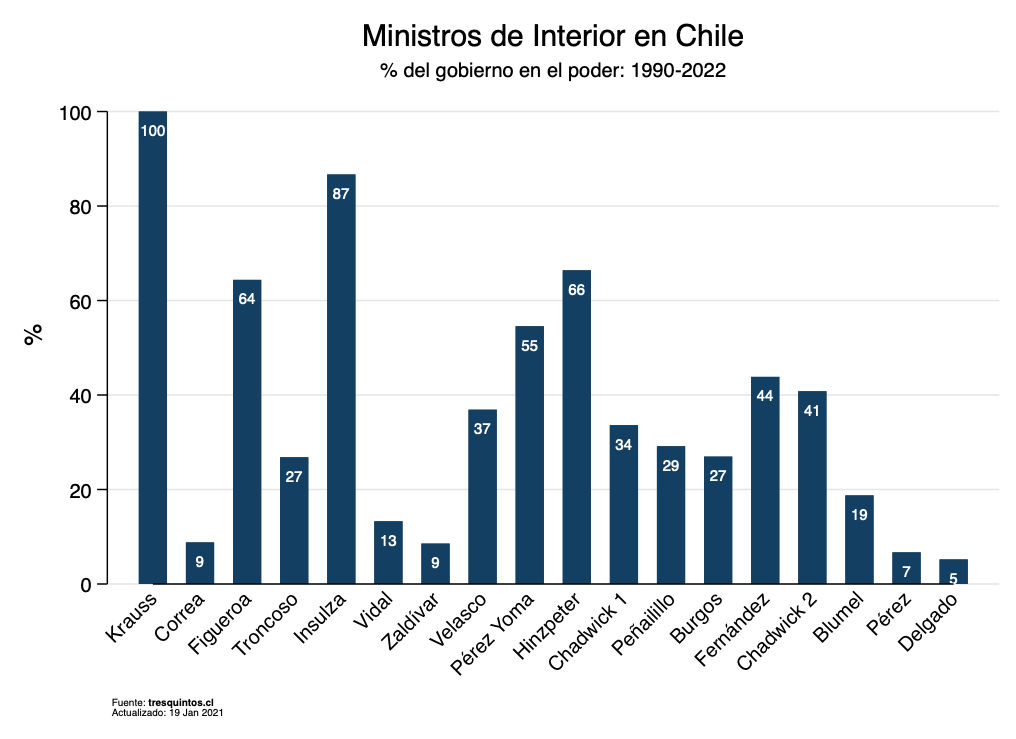 Ministros de Interior en Chile
% del gobierno en el poder: 1990-2022
%
100
80
60
40
20
0
100
9
64
27
87
13
9
37
55
66
34
29
27
44
41
19
7
5
Krauss
Correa
Figueroa
Troncoso
Insulza
Vidal
Zaldívar
Velasco
Pérez Yoma
Hinzpeter
Chadwick 1
Peñailillo
Burgos
Fernández
Chadwick 2
Blumel
Pérez
Delgado
Fuente: tresquintos.cl
Actualizado: 19 Jan 2021